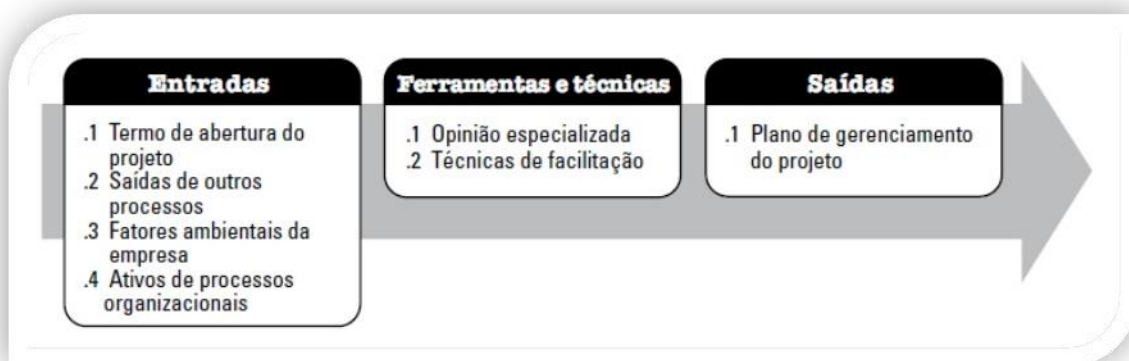 Entradas
.1 Termo de abertura do
projeto
.2 Saídas de outros
processos
.3 Fatores ambientais da
empresa
.4 Ativos de processos
organizacionais
Ferramentas e técnicas
.1 Opinião especializada
.2 Técnicas de facilitação
Saídas
.1 Plano de gerenciamento
do projeto